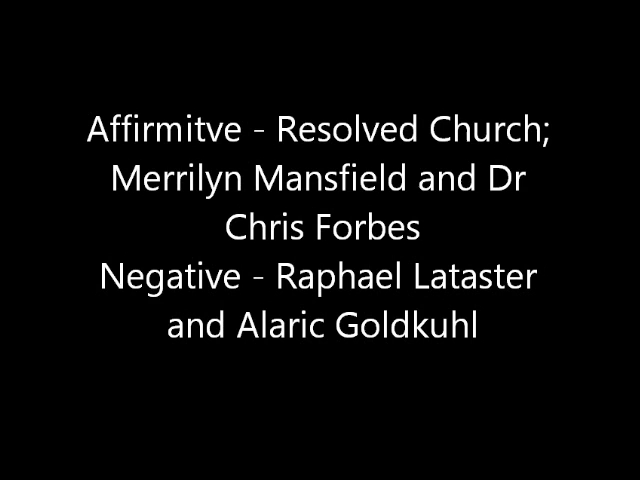 Affirmitve - Resolved Church;
Merrilyn Mansfield and Dr
Chris Forbes
Negative - Raphael Lataster
and Alaric Goldkuhl